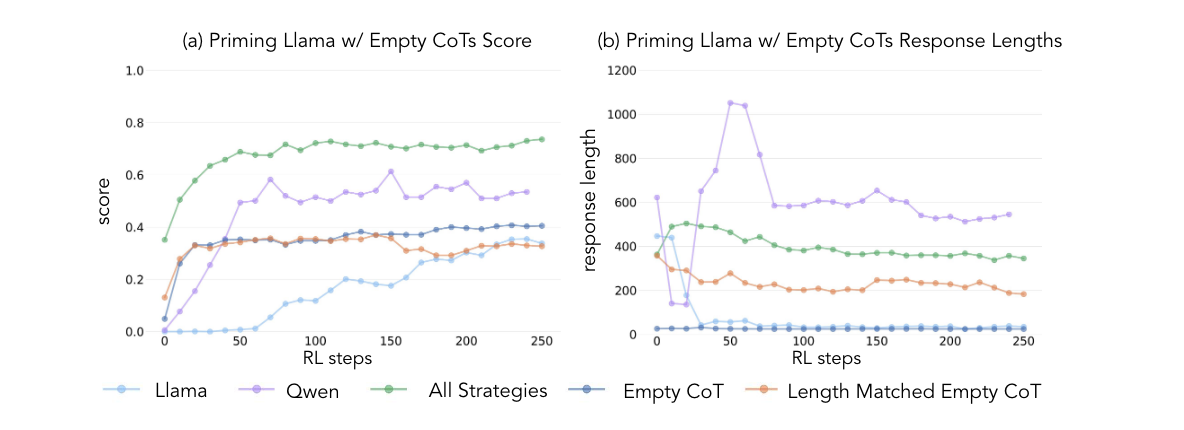 (a) Priming Llama w/ Empty CoTs Score
1.0
0.8
0.6
0.4
0.2
0.0
score
0 50 100 150 200 250
RL steps
(b) Priming Llama w/ Empty CoTs Response Lengths
1200
1000
800
600
400
200
0
response length
0 50 100 150 200 250
RL steps
Llama Qwen All Strategies Empty CoT Length Matched Empty CoT